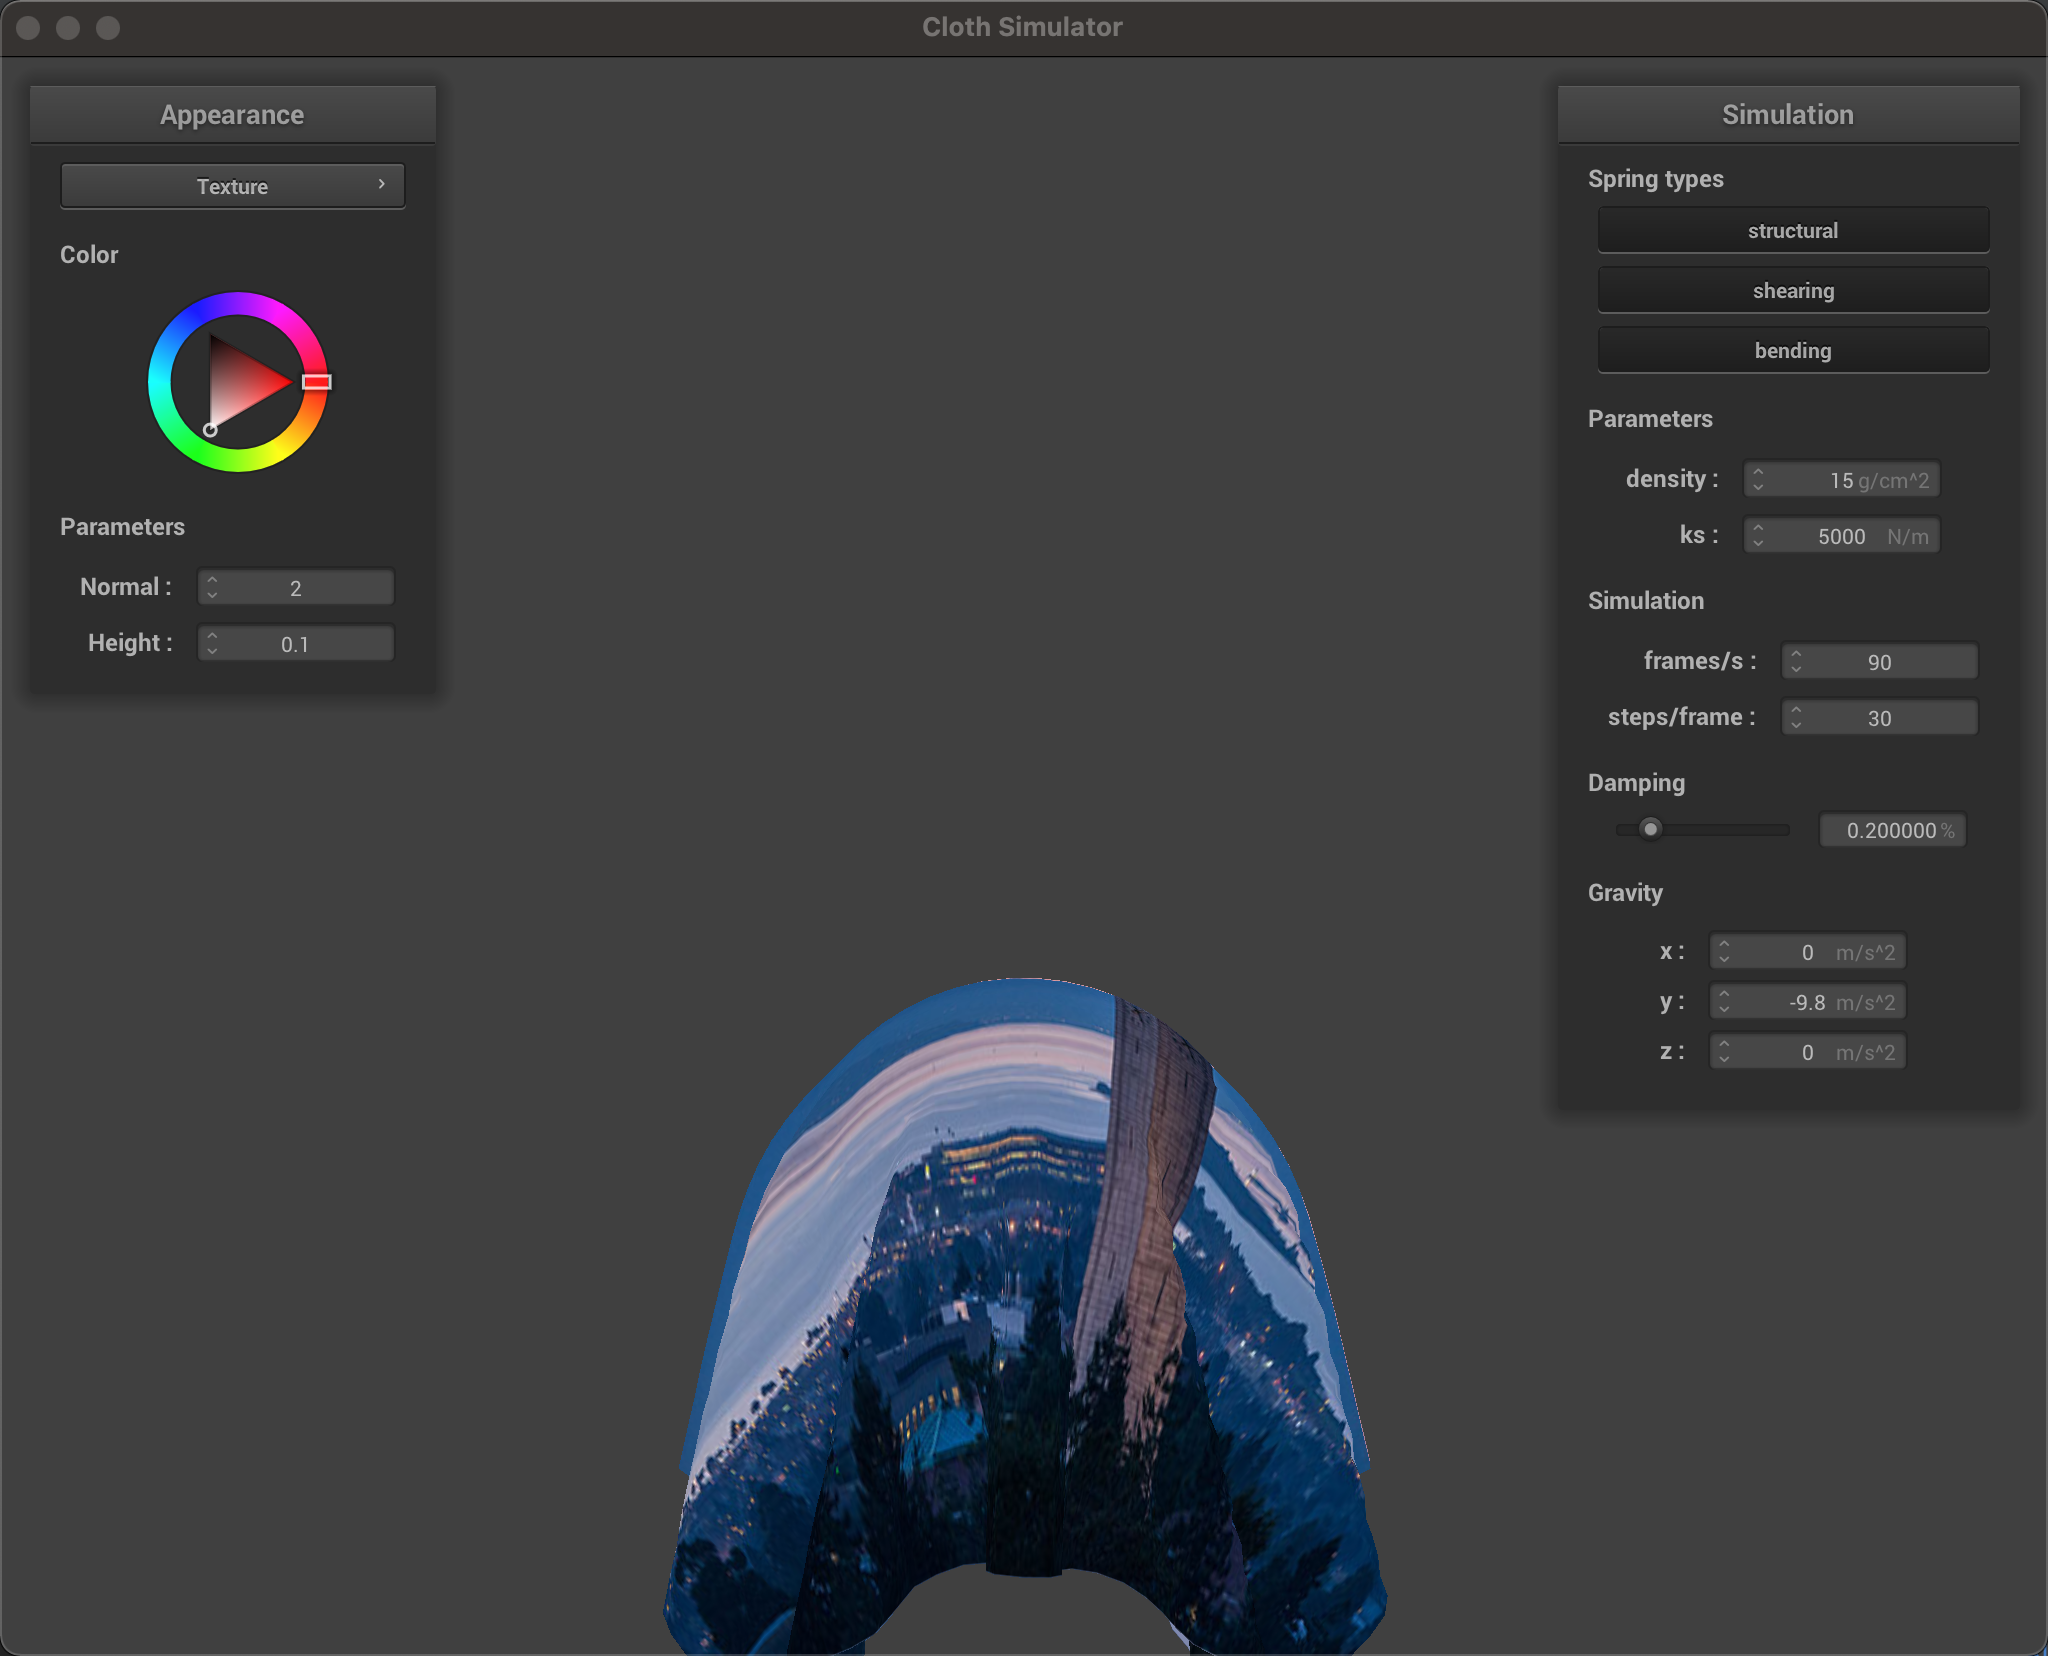 Cloth Simulator
Appearance
Texture
Color
Parameters
Normal : 2
Height : 0.1
Simulation
Spring types
structural
shearing
bending
Parameters
density : 15 g/cm^2
ks : 5000 N/m
Simulation
frames/s : 90
steps/frame : 30
Damping
0.200000 %
Gravity
x : 0 m/s^2
y : -9.8 m/s^2
z : 0 m/s^2